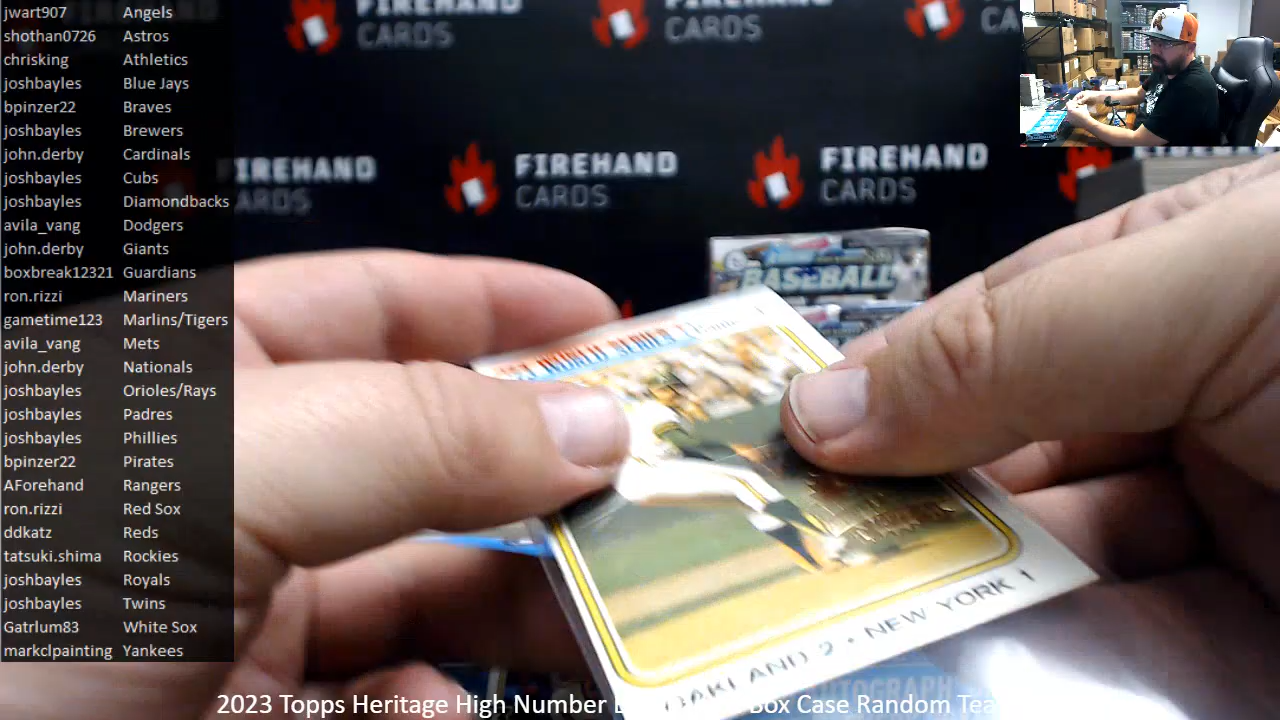 jwart907 Angels
shothan0726 Astros
chrisking Athletics
joshbayles Blue Jays
bpinzer22 Braves
joshbayles Brewers
john.derby Cardinals
joshbayles Cubs
joshbayles Diamondbacks
avila_vang Dodgers
john.derby Giants
boxbreak12321 Guardians
ron.rizzi Mariners
gametime123 Marlins/Tigers
avila_vang Mets
john.derby Nationals
joshbayles Orioles/Rays
joshbayles Padres
joshbayles Phillies
bpinzer22 Pirates
AForehand Rangers
ron.rizzi Red Sox
ddkatz Reds
tatsuki.shima Rockies
joshbayles Royals
joshbayles Twins
Gatrlum83 White Sox
markclpainting Yankees
FIREHAND
CARDS
CARDS
FIREHAND
CARDS
FIREHAND
CARDS
FIREHAND
CARDS
BASEBALL
WORLD SERIES
OAKLAND 2 • NEW YORK 1
2023 Topps Heritage High Number Box Case Random